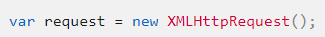 var request = new XMLHttpRequest();